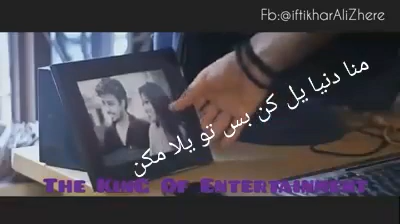 Fb:@iftikharAliZhere
منا دنیا یل کن بس تو یلا مکن
The King Of Entertainment